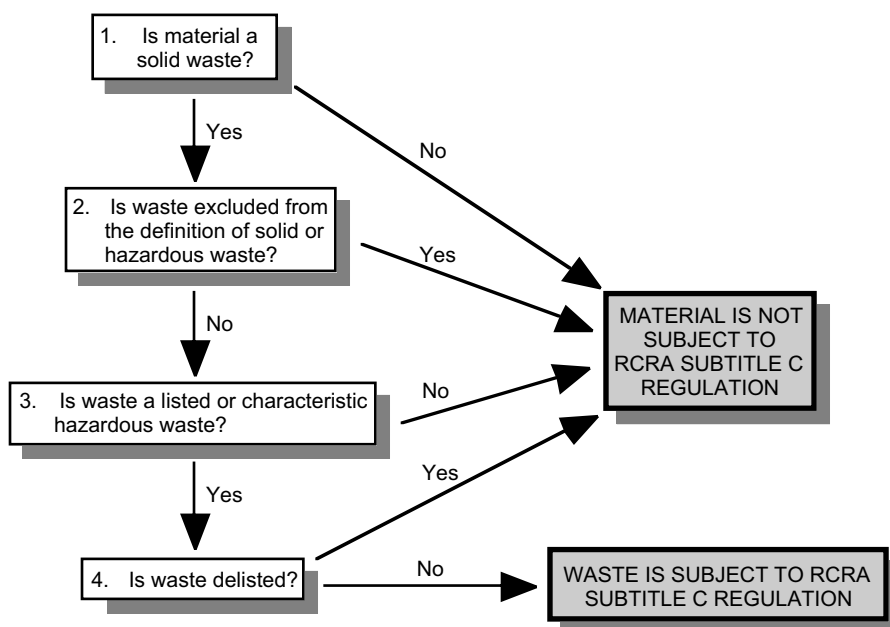 1. Is material a
solid waste?
Yes
No
2. Is waste excluded from
the definition of solid or
hazardous waste?
Yes
No
MATERIAL IS NOT
SUBJECT TO
RCRA SUBTITLE C
REGULATION
3. Is waste a listed or characteristic
hazardous waste?
No
Yes
Yes
4. Is waste delisted?
No
WASTE IS SUBJECT TO RCRA
SUBTITLE C REGULATION